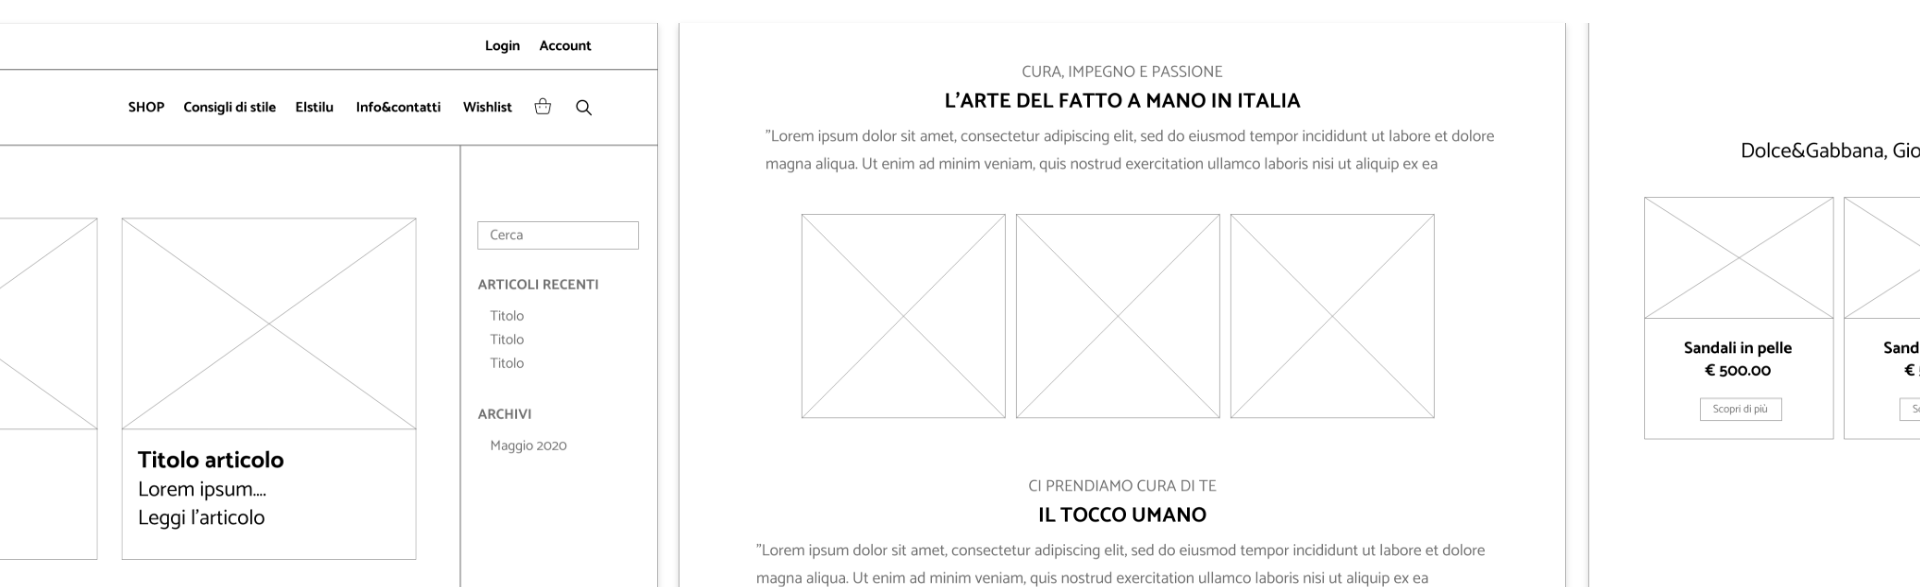 Login Account
SHOP Consigli di stile Elstilu Info&contatti Wishlist
Cerca
ARTICOLI RECENTI
Titolo
Titolo
Titolo
ARCHIVI
Maggio 2020
Titolo articolo
Lorem ipsum....
Leggi l'articolo
CURA, IMPEGNO E PASSIONE
L'ARTE DEL FATTO A MANO IN ITALIA
"Lorem ipsum dolor sit amet, consectetur adipiscing elit, sed do eiusmod tempor incididunt ut labore et dolore
magna aliqua. Ut enim ad minim veniam, quis nostrud exercitation ullamco laboris nisi ut aliquip ex ea
CI PRENDIAMO CURA DI TE
IL TOCCO UMANO
"Lorem ipsum dolor sit amet, consectetur adipiscing elit, sed do eiusmod tempor incididunt ut labore et dolore
magna aliqua. Ut enim ad minim veniam, quis nostrud exercitation ullamco laboris nisi ut aliquip ex ea
Dolce&Gabbana, Gio
Sandali in pelle
€ 500.00
Scopri di più
Sand
€